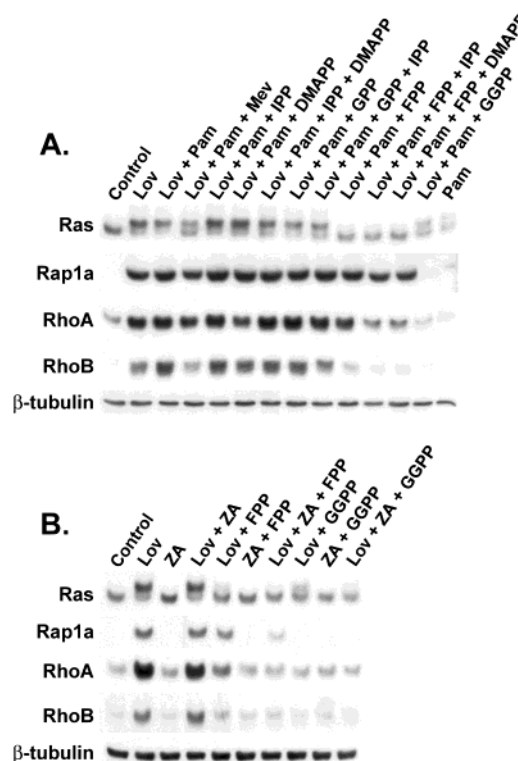 A.
Control
Lov
Lov + Pam
Lov + Pam + Mev
Lov + Pam + IPP
Lov + Pam + DMAPP
Lov + Pam + IPP + DMAPP
Lov + Pam + GPP
Lov + Pam + GPP + IPP
Lov + Pam + FPP
Lov + Pam + FPP + IPP
Lov + Pam + FPP + DMAPP
Lov + Pam + GGPP
Pam
Ras
Rap1a
RhoA
RhoB
β-tubulin
B.
Control
Lov
ZA
Lov + ZA
Lov + FPP
ZA + FPP
Lov + ZA + FPP
Lov + GGPP
ZA + GGPP
Lov + ZA + GGPP
Ras
Rap1a
RhoA
RhoB
β-tubulin